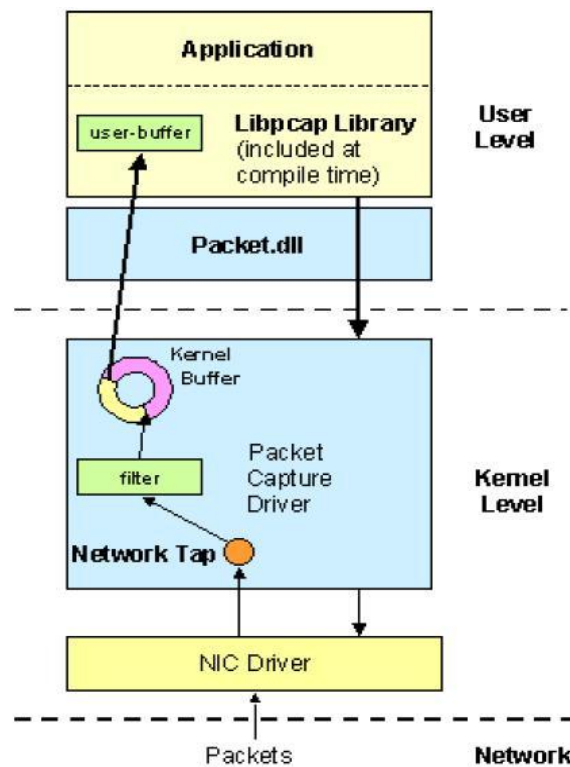 Application
user-buffer
Libpcap Library
(included at
compile time)
User
Level
Packet.dll
Kernel
Buffer
filter
Packet
Capture
Driver
Kernel
Level
Network Tap
NIC Driver
Packets
Network